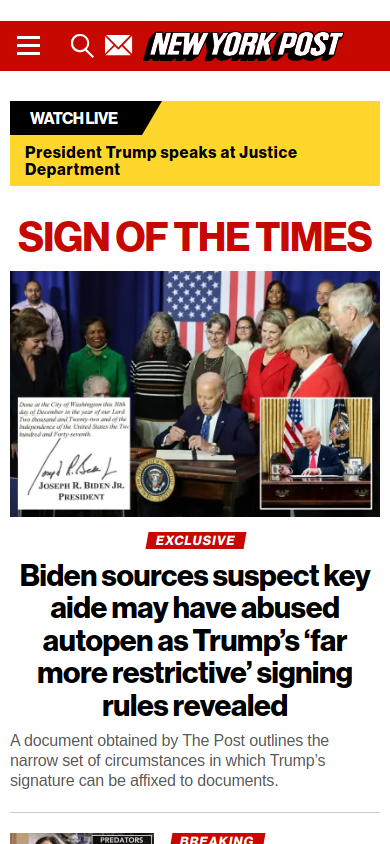 NEW YORK POST
WATCH LIVE
President Trump speaks at Justice
Department
SIGN OF THE TIMES
Done at the City of Washington this 30th
day of December in the year of our Lord
Two thousand and Twenty-two and of the
Independence of the United States the Two
hundred and Forty-seventh.
JOSEPH R. BIDEN JR.
PRESIDENT
EXCLUSIVE
Biden sources suspect key
aide may have abused
autopen as Trump’s ‘far
more restrictive’ signing
rules revealed
A document obtained by The Post outlines the
narrow set of circumstances in which Trump’s
signature can be affixed to documents.
PREDATORS
BREAKING